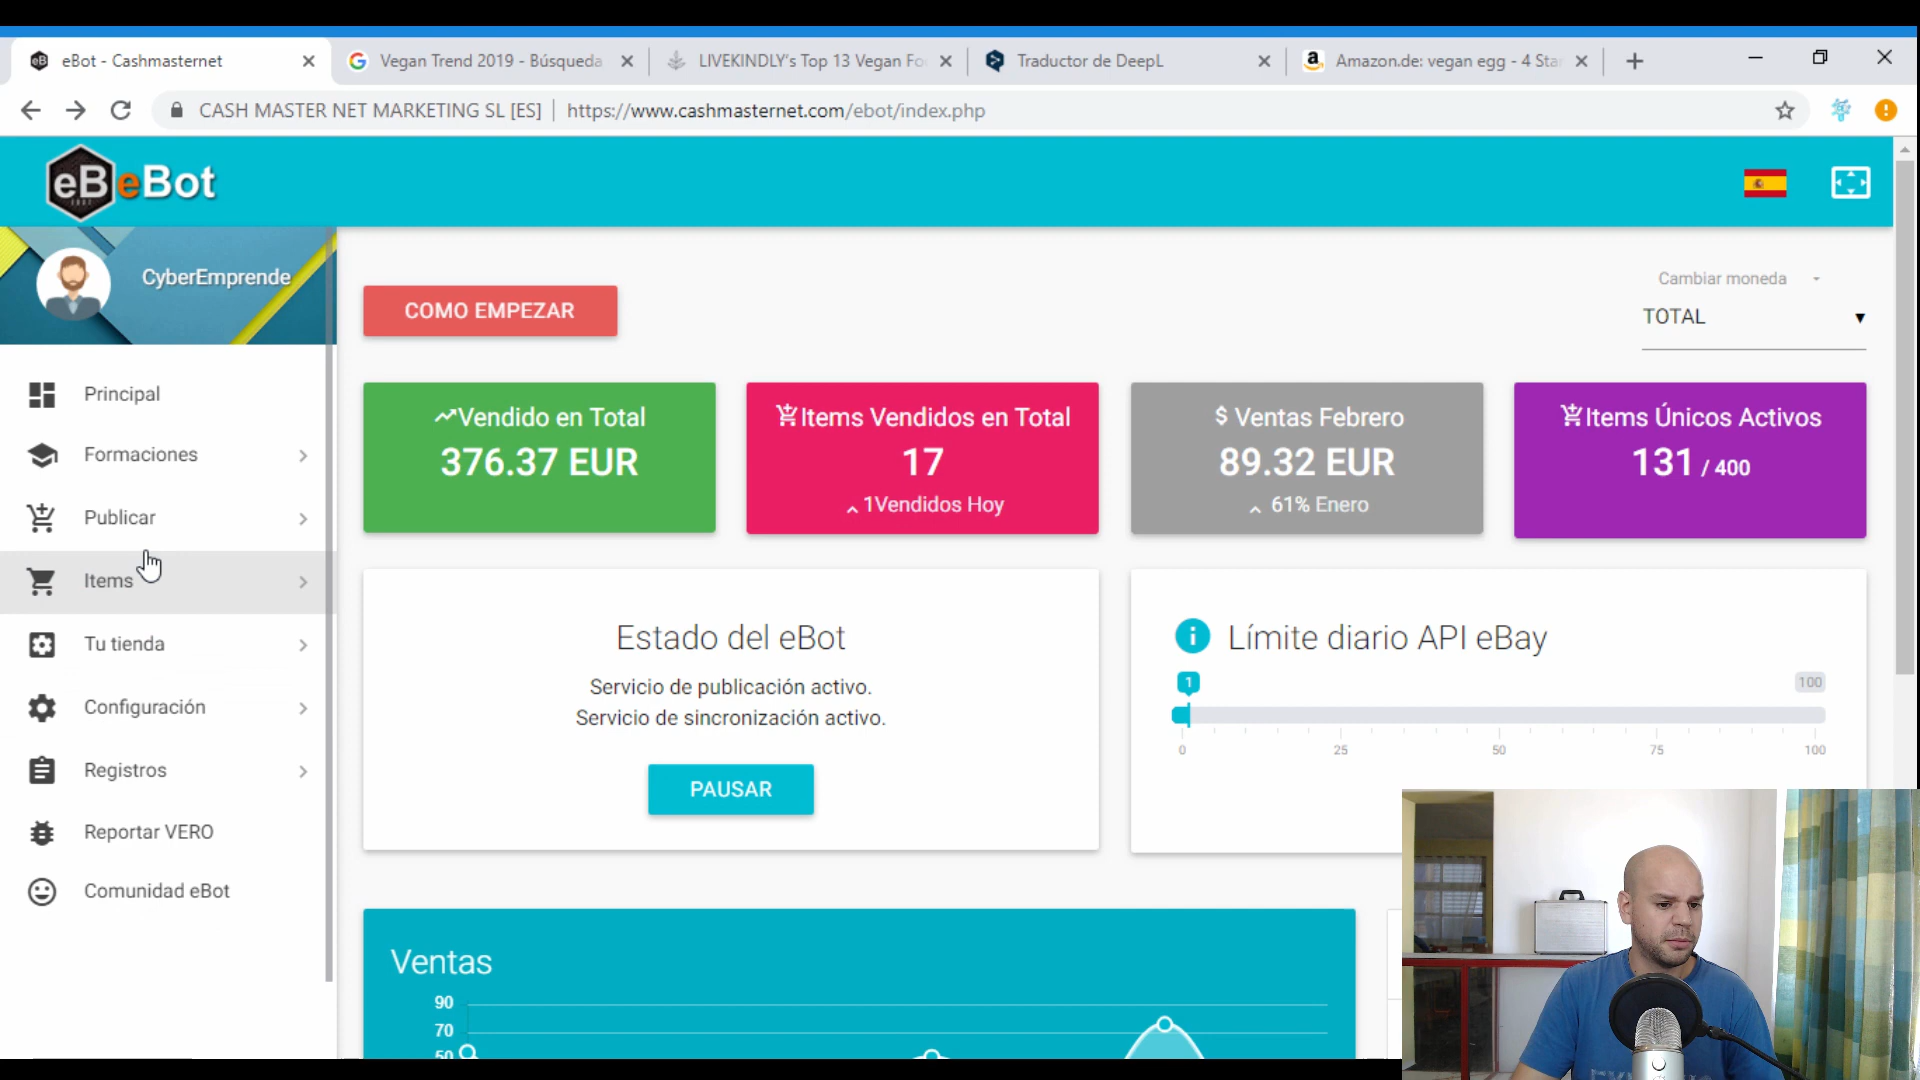 eBot - Cashmasternet
Vegan Trend 2019 - Búsqueda
LIVEKINDLY's Top 13 Vegan Fo
Traductor de DeepL
Amazon.de: vegan egg - 4 Star
CASH MASTER NET MARKETING SL [ES]
https://www.cashmasternet.com/ebot/index.php
eB eBot
CyberEmprende
COMO EMPEZAR
Cambiar moneda
TOTAL
Principal
Formaciones
Publicar
Items
Tu tienda
Configuración
Registros
Reportar VERO
Comunidad eBot
Vendido en Total
376.37 EUR
Items Vendidos en Total
17
1Vendidos Hoy
$ Ventas Febrero
89.32 EUR
61% Enero
Items Únicos Activos
131 / 400
Estado del eBot
Servicio de publicación activo.
Servicio de sincronización activo.
PAUSAR
Límite diario API eBay
1
100
0 25 50 75 100
Ventas
90
70
50